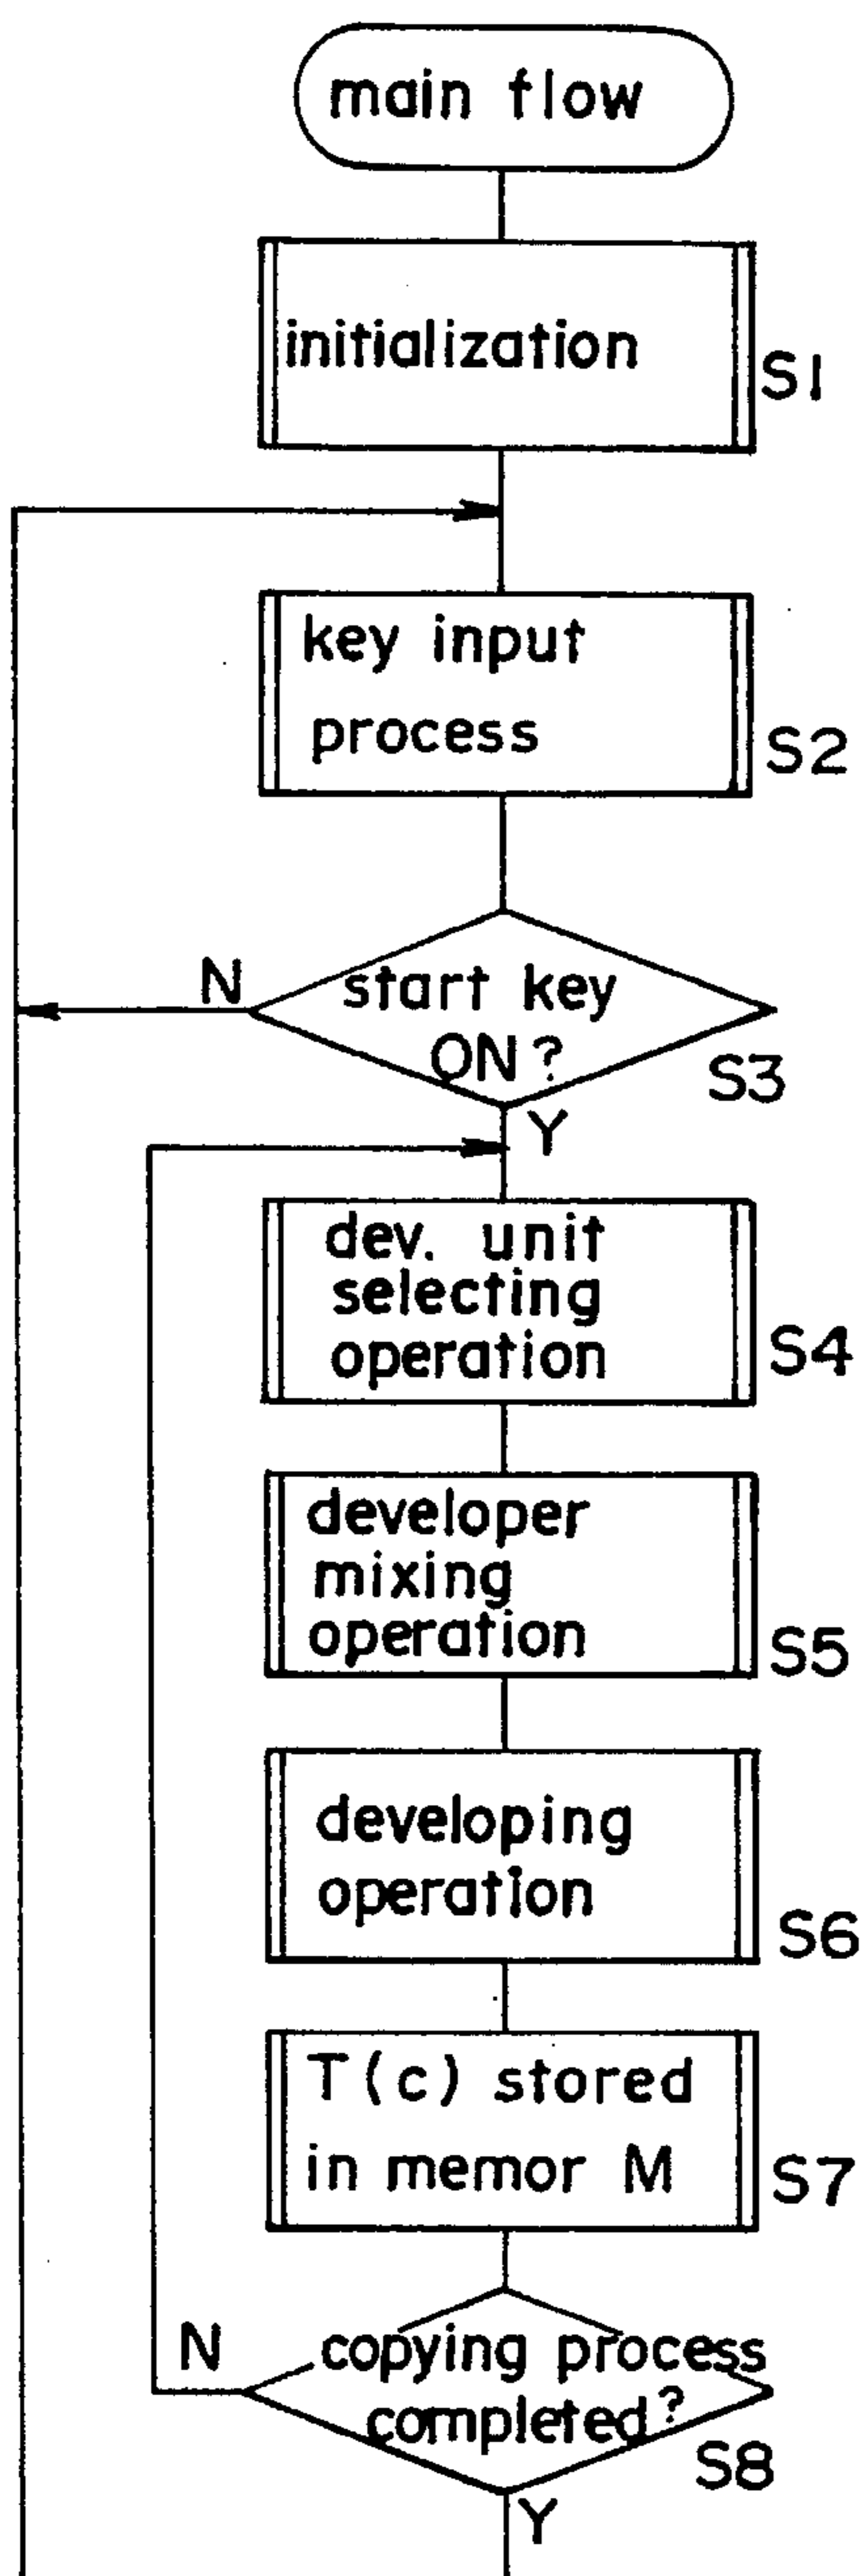 main flow
initialization
S1
key input
process
S2
N
start key
ON?
S3
Y
dev. unit
selecting
operation
S4
developer
mixing
operation
S5
developing
operation
S6
T(c) stored
in memor M
S7
N
copying process
completed?
S8
Y